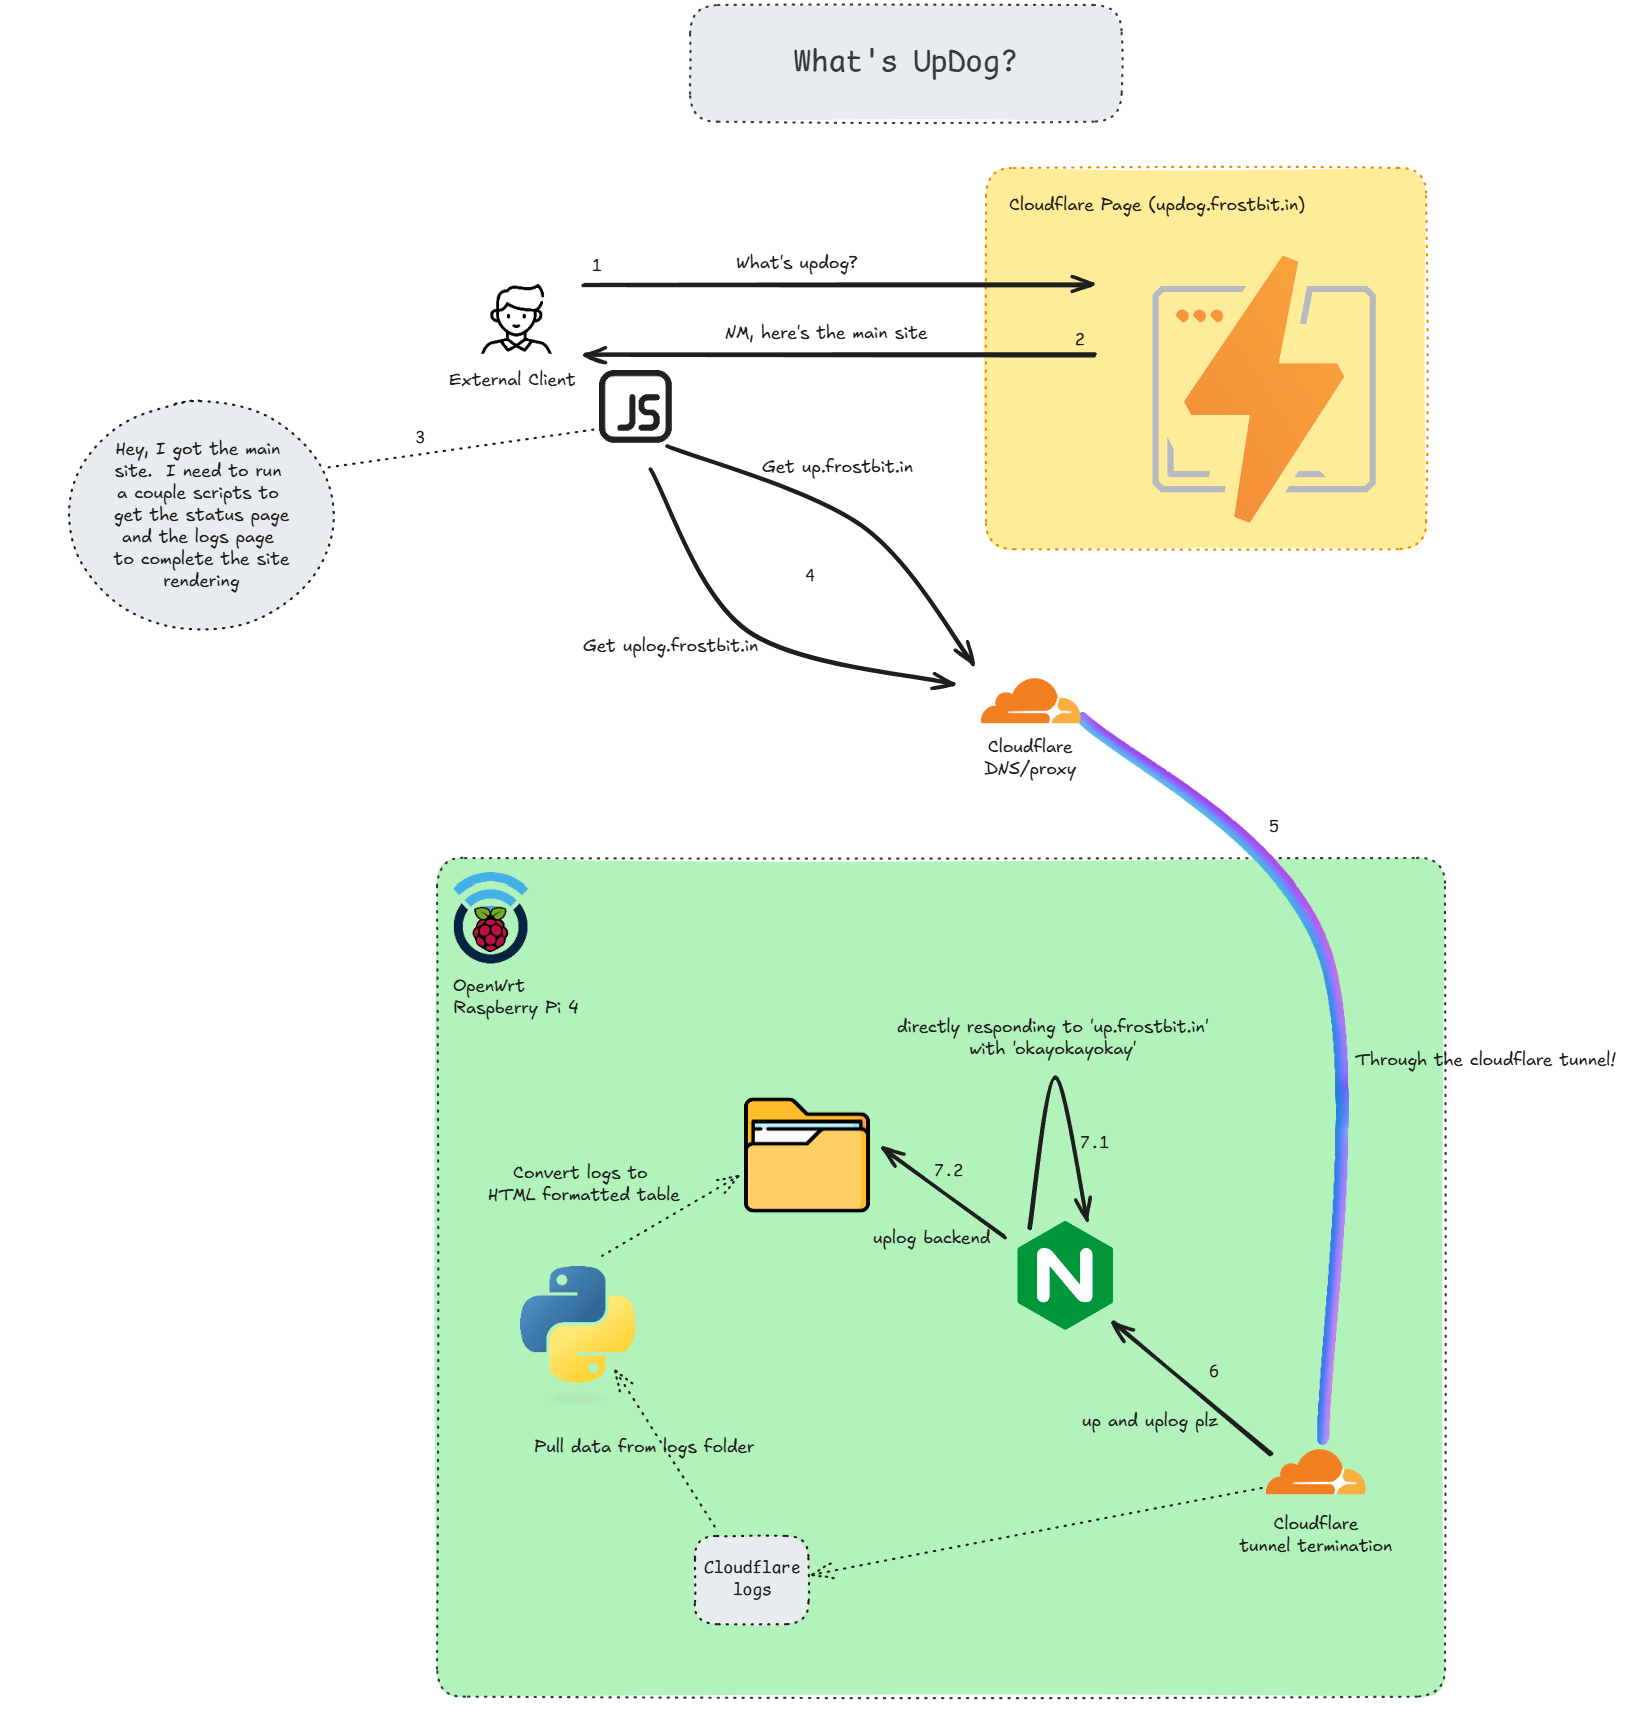 What's UpDog?
Cloudflare Page (updog.frostbit.in)
1
What's updog?
NM, here's the main site
2
External Client
JS
3
Hey, I got the main
site. I need to run
a couple scripts to
get the status page
and the logs page
to complete the site
rendering
Get up.frostbit.in
4
Get uplog.frostbit.in
Cloudflare
DNS/proxy
5
OpenWrt
Raspberry Pi 4
directly responding to 'up.frostbit.in'
with 'okayokayokay'
Through the cloudflare tunnel!
7.1
7.2
Convert logs to
HTML formatted table
uplog backend
N
6
up and uplog plz
Pull data from logs folder
Cloudflare
tunnel termination
Cloudflare
logs